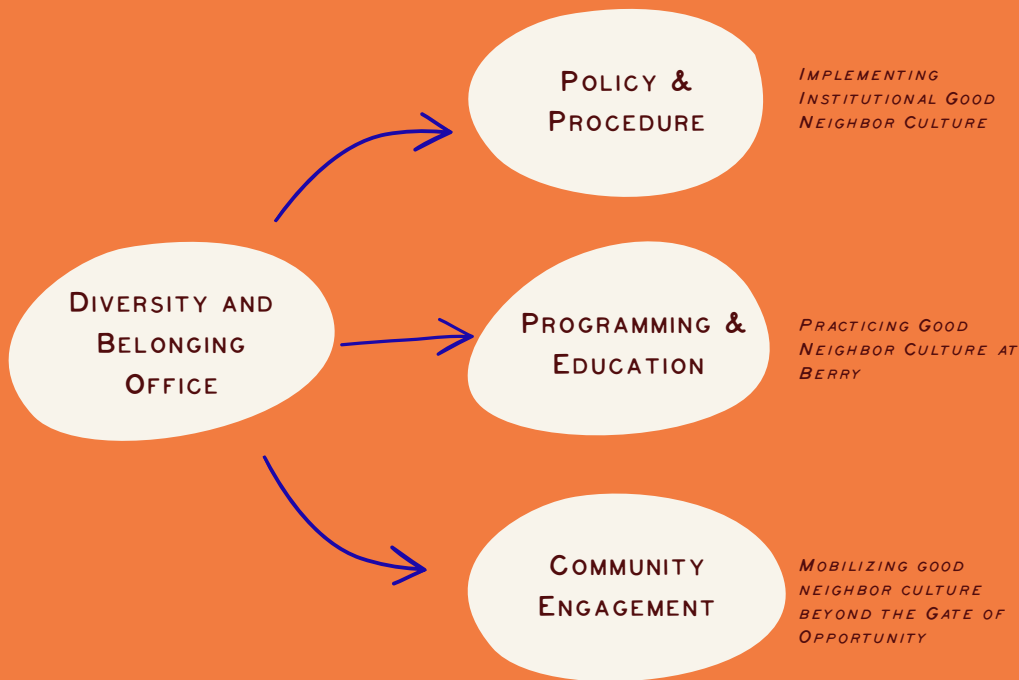 Policy &
Procedure
Implementing
Institutional Good
Neighbor Culture
Diversity and
Belonging
Office
Programming &
Education
Practicing Good
Neighbor Culture at
Berry
Community
Engagement
Mobilizing good
neighbor culture
beyond the Gate of
Opportunity